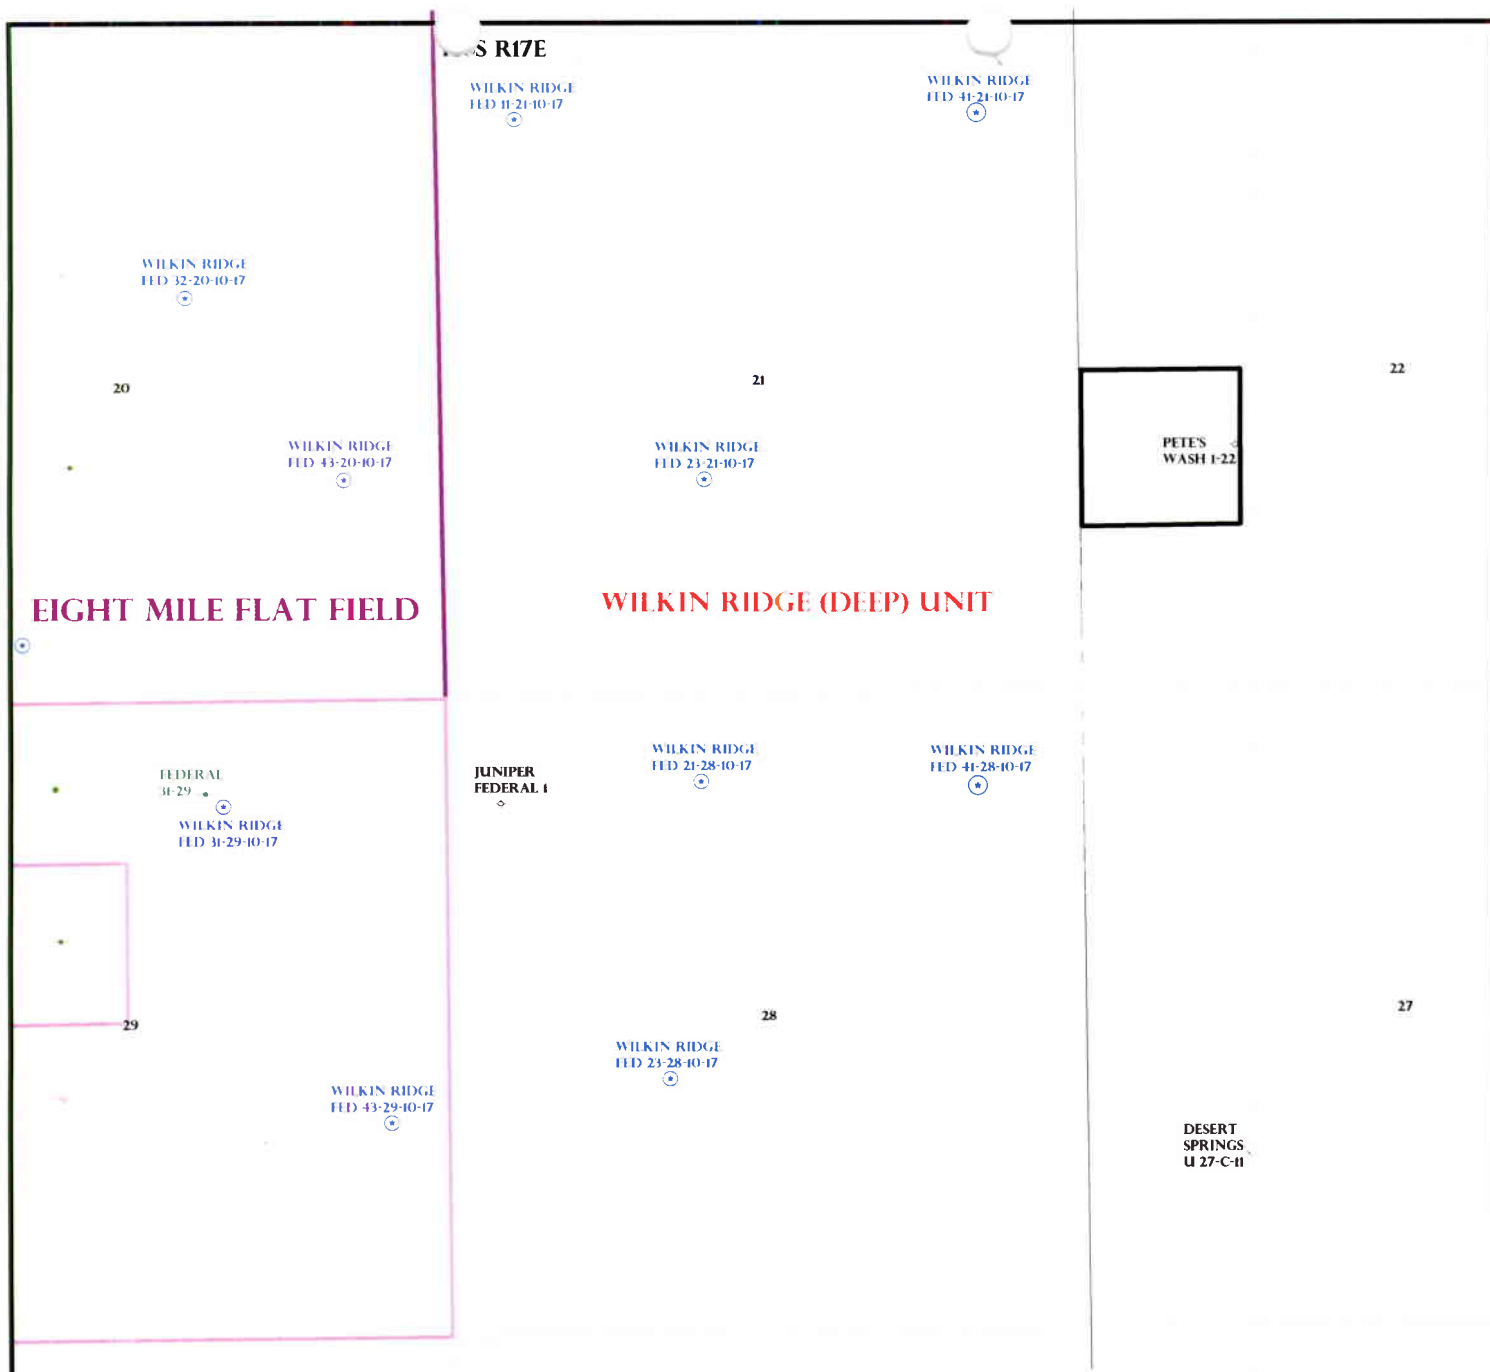 S R17E
WILKIN RIDGE
FED 11-21-10-17
WILKIN RIDGE
FED 41-21-10-17
WILKIN RIDGE
FED 32-20-10-17
20
21
22
WILKIN RIDGE
FED 43-20-10-17
WILKIN RIDGE
FED 23-21-10-17
PETE'S
WASH 1-22
EIGHT MILE FLAT FIELD
WILKIN RIDGE (DEEP) UNIT
FEDERAL
31-29
WILKIN RIDGE
FED 31-29-10-17
JUNIPER
FEDERAL 1
WILKIN RIDGE
FED 21-28-10-17
WILKIN RIDGE
FED 41-28-10-17
29
28
27
WILKIN RIDGE
FED 23-28-10-17
WILKIN RIDGE
FED 43-29-10-17
DESERT
SPRINGS
U 27-C-11